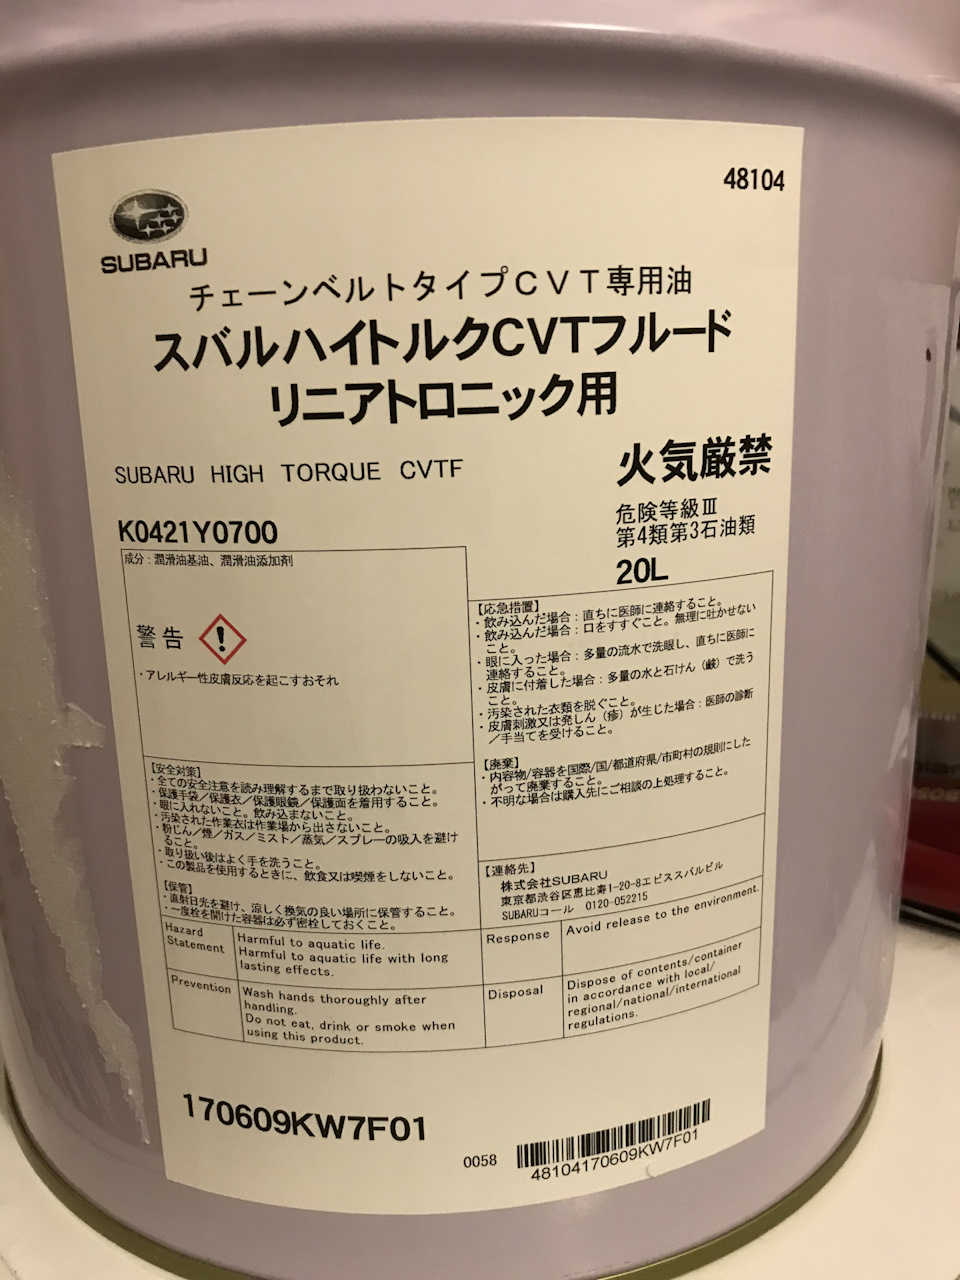 48104
SUBARU
チェーンベルトタイプCVT専用油
スバルハイトルクCVTフルード
リニアトロニック用
SUBARU HIGH TORQUE CVTF
火気厳禁
危険等級Ⅲ
第4類第3石油類
K0421Y0700
20L
成分：潤滑油基油、潤滑油添加剤
警告
・アレルギー性皮膚反応を起こすおそれ
【安全対策】
・全ての安全注意を読み理解するまで取り扱わないこと。
・保護手袋／保護衣／保護眼鏡／保護面を着用すること。
・眼に入れないこと。飲み込まないこと。
・汚染された作業衣は作業場から出さないこと。
・粉じん／煙／ガス／ミスト／蒸気／スプレーの吸入を避け
ること。
・取り扱い後はよく手を洗うこと。
・この製品を使用するときに、飲食又は喫煙をしないこと。
【保管】
・直射日光を避け、涼しく換気の良い場所に保管すること。
・一度栓を開けた容器は必ず密栓しておくこと。
【応急措置】
・飲み込んだ場合：直ちに医師に連絡すること。
・飲み込んだ場合：口をすすぐこと。無理に吐かせない
こと。
・眼に入った場合：多量の流水で洗眼し、直ちに医師に
連絡すること。
・皮膚に付着した場合：多量の水と石けん（鹸）で洗う
こと。
・汚染された衣類を脱ぐこと。
・皮膚刺激又は発しん（疹）が生じた場合：医師の診断
／手当てを受けること。
【廃棄】
・内容物/容器を国際/国/都道府県/市町村の規則にした
がって廃棄すること。
・不明な場合は購入先にご相談の上処理すること。
【連絡先】
株式会社SUBARU
東京都渋谷区恵比寿1-20-8エビススバルビル
SUBARUコール 0120-052215
Hazard
Statement
Harmful to aquatic life.
Harmful to aquatic life with long
lasting effects.
Response
Avoid release to the environment.
Prevention
Wash hands thoroughly after
handling.
Do not eat, drink or smoke when
using this product.
Disposal
Dispose of contents/container
in accordance with local/
regional/national/international
regulations.
170609KW7F01
0058
48104170609KW7F01